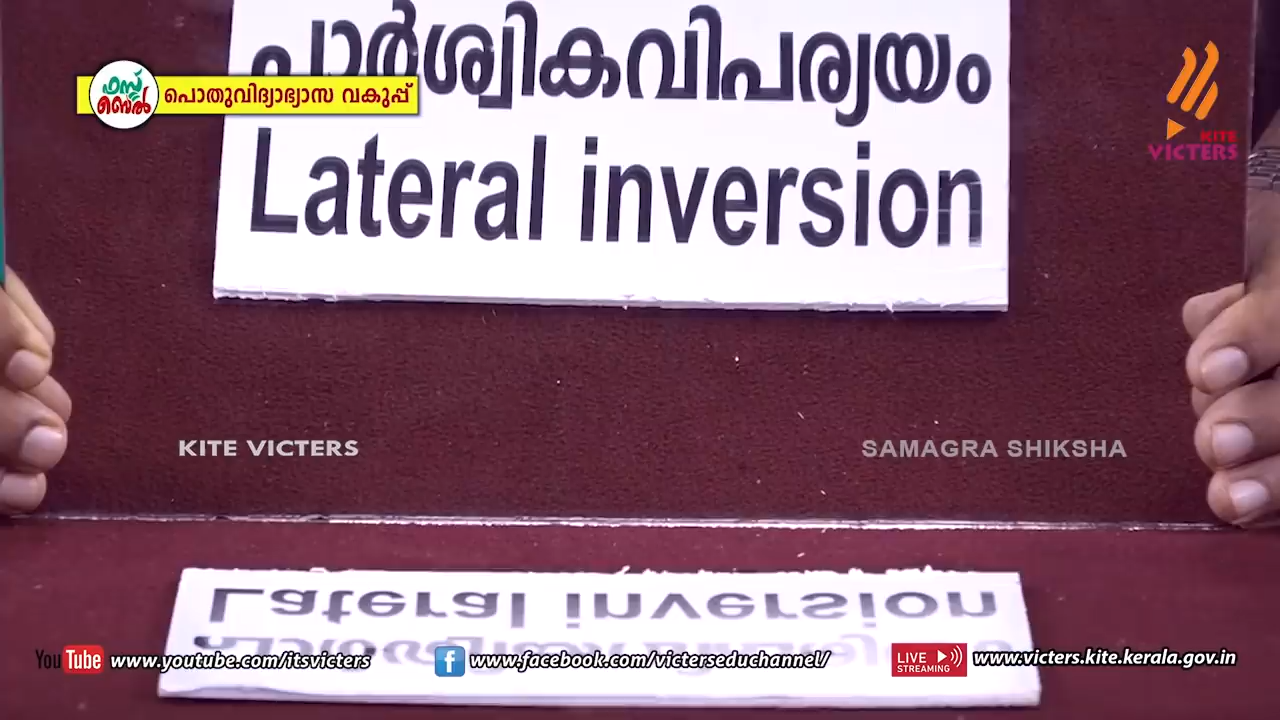 പാർശ്വികവിപര്യയം
ഫസ്റ്റ് ബെൽ
പൊതുവിദ്യാഭ്യാസ വകുപ്പ്
KITE
VICTERS
Lateral inversion
KITE VICTERS
SAMAGRA SHIKSHA
Lateral inversion
YouTube www.youtube.com/itsvicters
f www.facebook.com/victerseduchannel/
LIVE STREAMING www.victers.kite.kerala.gov.in